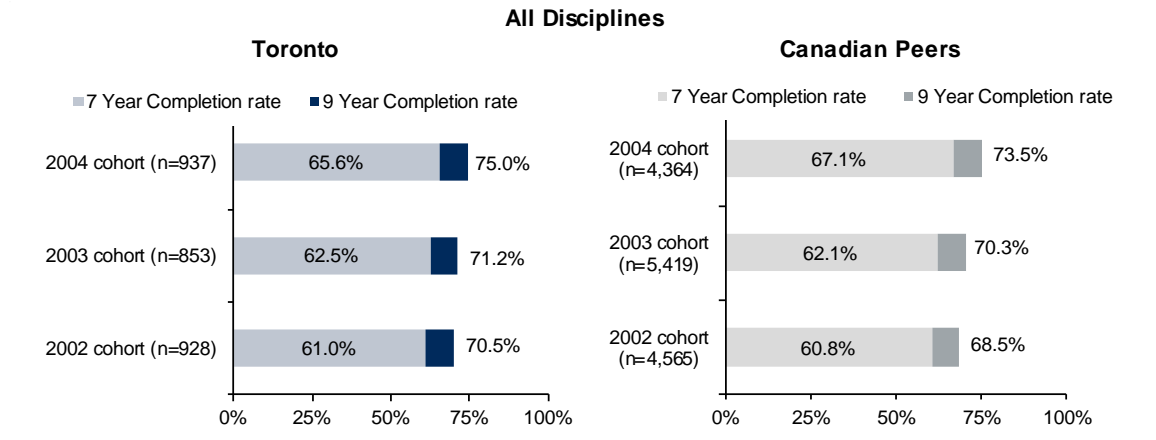 All Disciplines
Toronto
7 Year Completion rate 9 Year Completion rate
2004 cohort (n=937) 65.6% 75.0%
2003 cohort (n=853) 62.5% 71.2%
2002 cohort (n=928) 61.0% 70.5%
0% 25% 50% 75% 100%
Canadian Peers
7 Year Completion rate 9 Year Completion rate
2004 cohort
(n=4,364)
67.1% 73.5%
2003 cohort
(n=5,419)
62.1% 70.3%
2002 cohort
(n=4,565)
60.8% 68.5%
0% 25% 50% 75% 100%